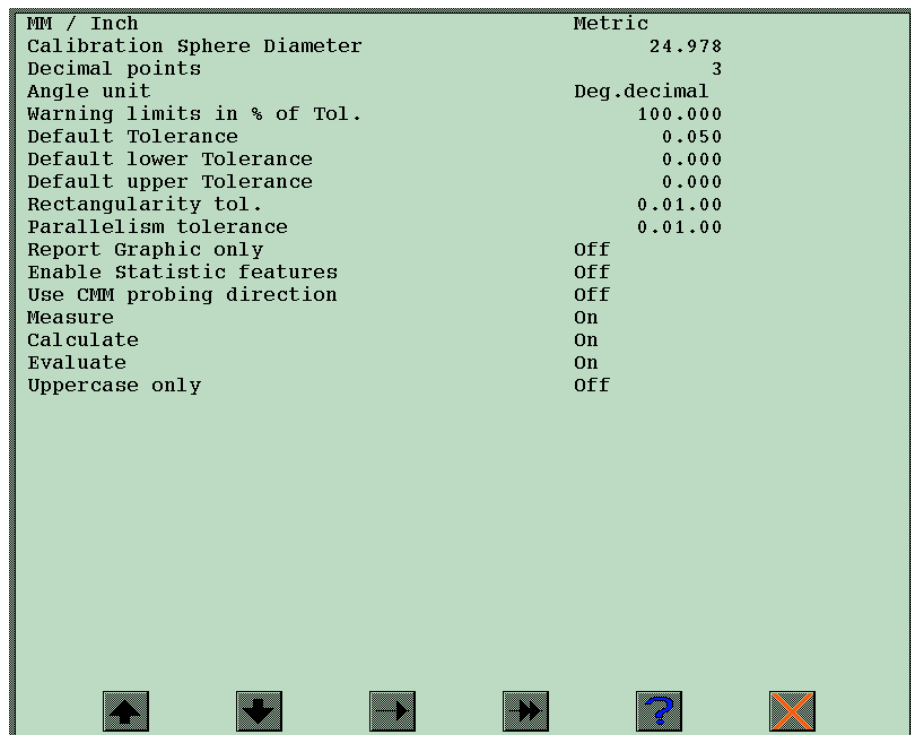 MM / Inch Metric
Calibration Sphere Diameter 24.978
Decimal points 3
Angle unit Deg.decimal
Warning limits in % of Tol. 100.000
Default Tolerance 0.050
Default lower Tolerance 0.000
Default upper Tolerance 0.000
Rectangularity tol. 0.01.00
Parallelism tolerance 0.01.00
Report Graphic only Off
Enable Statistic features Off
Use CMM probing direction Off
Measure On
Calculate On
Evaluate On
Uppercase only Off
?